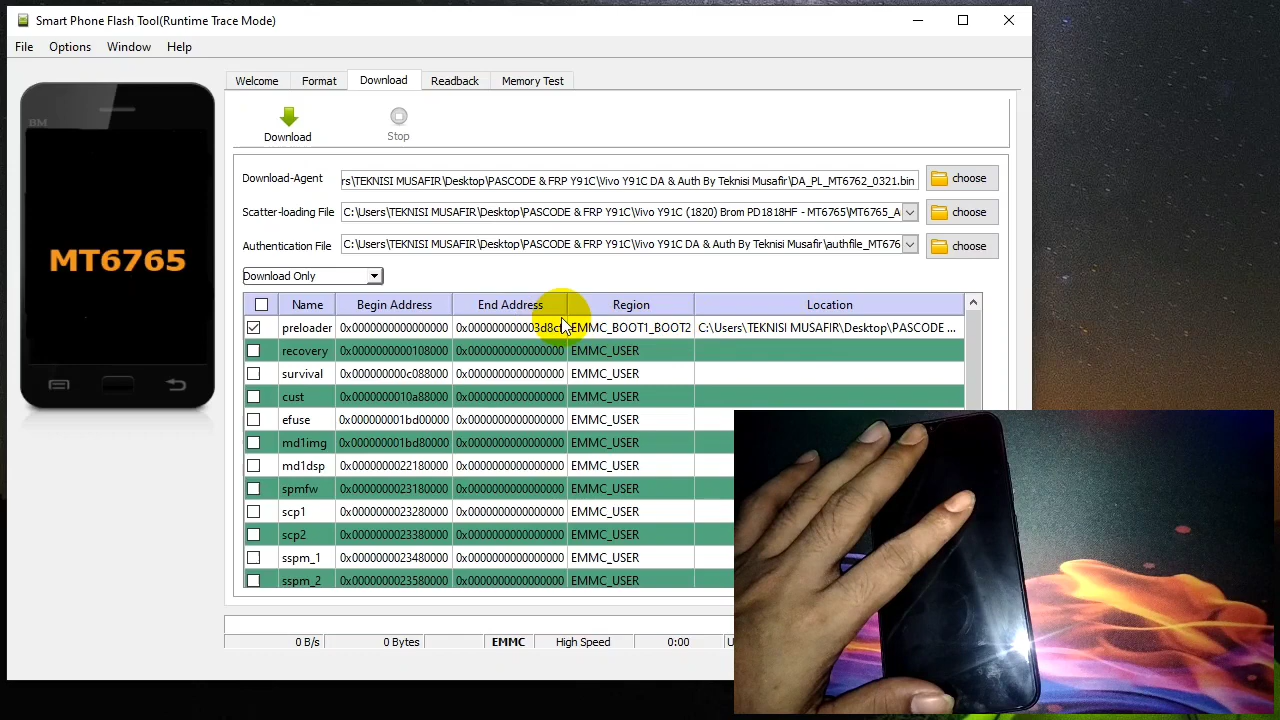 Smart Phone Flash Tool(Runtime Trace Mode)
File Options Window Help
Welcome Format Download Readback Memory Test
BM
Download Stop
Download-Agent rs\TEKNISI MUSAFIR\Desktop\PASCODE & FRP Y91C\Vivo Y91C DA & Auth By Teknisi Musafir\DA_PL_MT6762_0321.bin choose
Scatter-loading File C:\Users\TEKNISI MUSAFIR\Desktop\PASCODE & FRP Y91C\Vivo Y91C (1820) Brom PD1818HF - MT6765\MT6765_A choose
MT6765
Authentication File C:\Users\TEKNISI MUSAFIR\Desktop\PASCODE & FRP Y91C\Vivo Y91C DA & Auth By Teknisi Musafir\authfile_MT676 choose
Download Only
Name Begin Address End Address Region Location
preloader 0x0000000000000000 0x000000000003d8c EMMC_BOOT1_BOOT2 C:\Users\TEKNISI MUSAFIR\Desktop\PASCODE ...
recovery 0x0000000000108000 0x0000000000000000 EMMC_USER
survival 0x000000000c088000 0x0000000000000000 EMMC_USER
cust 0x0000000010a88000 0x0000000000000000 EMMC_USER
efuse 0x000000001bd00000 0x0000000000000000 EMMC_USER
md1img 0x000000001bd80000 0x0000000000000000 EMMC_USER
md1dsp 0x0000000022180000 0x0000000000000000 EMMC_USER
spmfw 0x0000000023180000 0x0000000000000000 EMMC_USER
scp1 0x0000000023280000 0x0000000000000000 EMMC_USER
scp2 0x0000000023380000 0x0000000000000000 EMMC_USER
sspm_1 0x0000000023480000 0x0000000000000000 EMMC_USER
sspm_2 0x0000000023580000 0x0000000000000000 EMMC_USER
0 B/s 0 Bytes EMMC High Speed 0:00 U